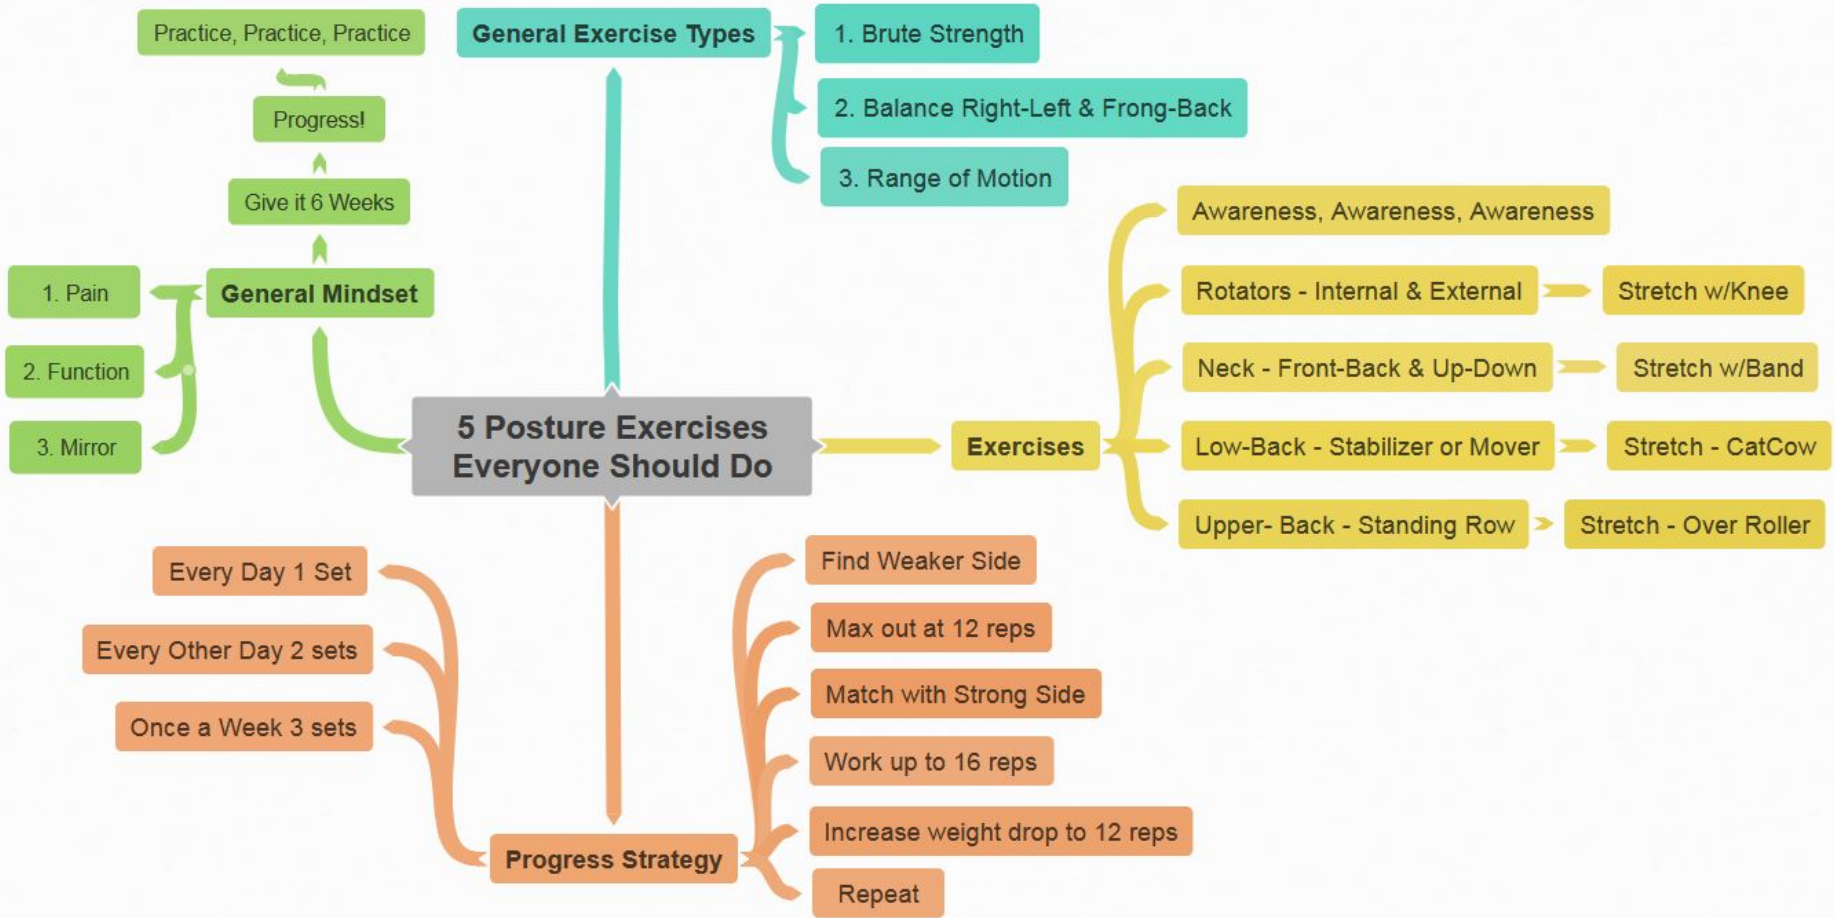 Practice, Practice, Practice
Progress!
Give it 6 Weeks
General Mindset
1. Pain
2. Function
3. Mirror
General Exercise Types
1. Brute Strength
2. Balance Right-Left & Frong-Back
3. Range of Motion
5 Posture Exercises
Everyone Should Do
Exercises
Awareness, Awareness, Awareness
Rotators - Internal & External
Stretch w/Knee
Neck - Front-Back & Up-Down
Stretch w/Band
Low-Back - Stabilizer or Mover
Stretch - CatCow
Upper- Back - Standing Row
Stretch - Over Roller
Every Day 1 Set
Every Other Day 2 sets
Once a Week 3 sets
Progress Strategy
Find Weaker Side
Max out at 12 reps
Match with Strong Side
Work up to 16 reps
Increase weight drop to 12 reps
Repeat